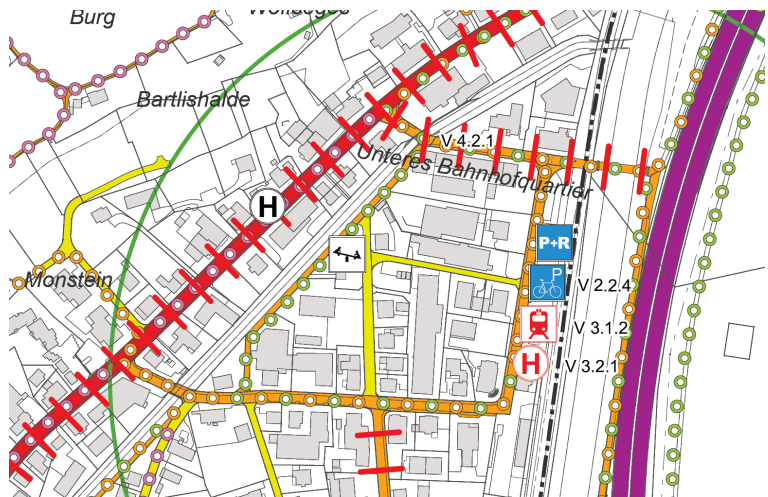 Burg
Bartlishalde
H
V 4.2.1
Unteres Bahnhofquartier
Monstein
P+R
P
V 2.2.4
V 3.1.2
H
V 3.2.1